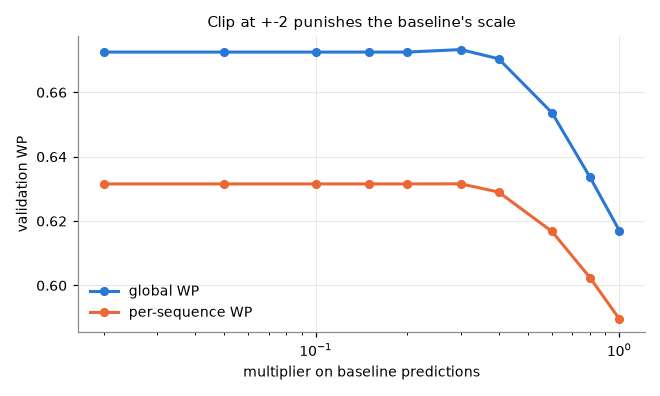 Clip at +-2 punishes the baseline's scale
validation WP
0.66
0.64
0.62
0.60
global WP
per-sequence WP
10⁻¹
10⁰
multiplier on baseline predictions